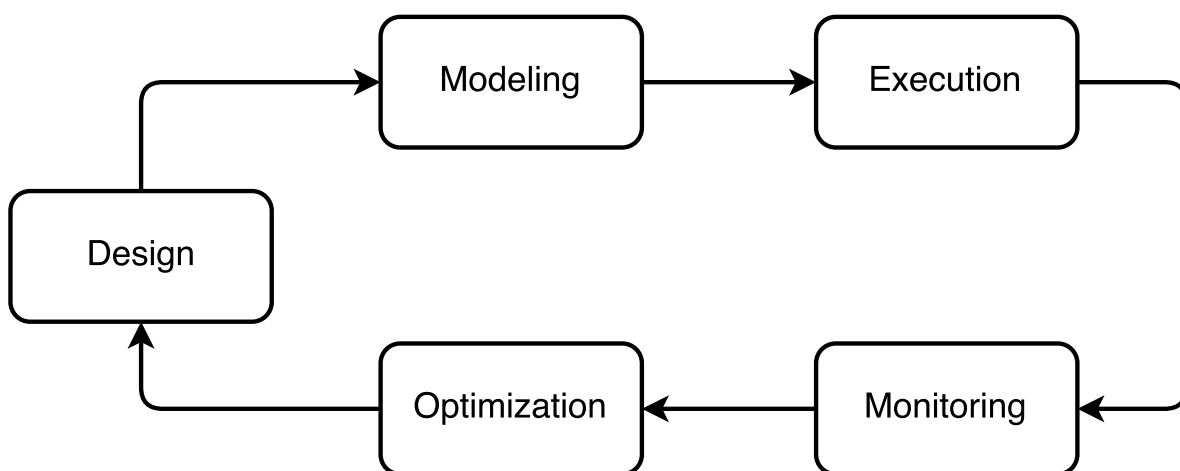 Modeling
Execution
Design
Optimization
Monitoring